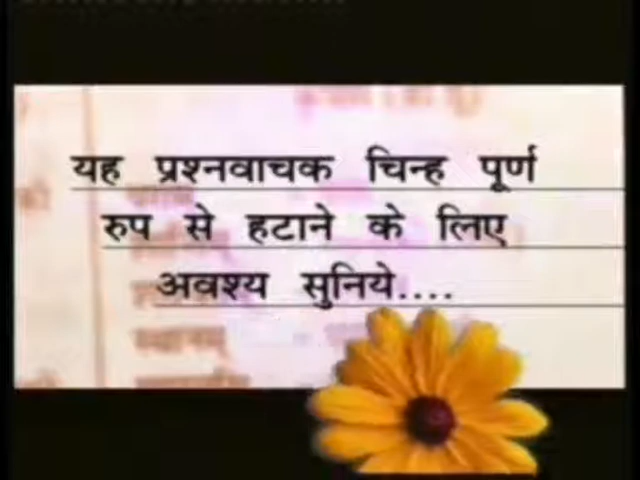 यह प्रश्नवाचक चिन्ह पूर्ण
रुप से हटाने के लिए
अवश्य सुनिये....